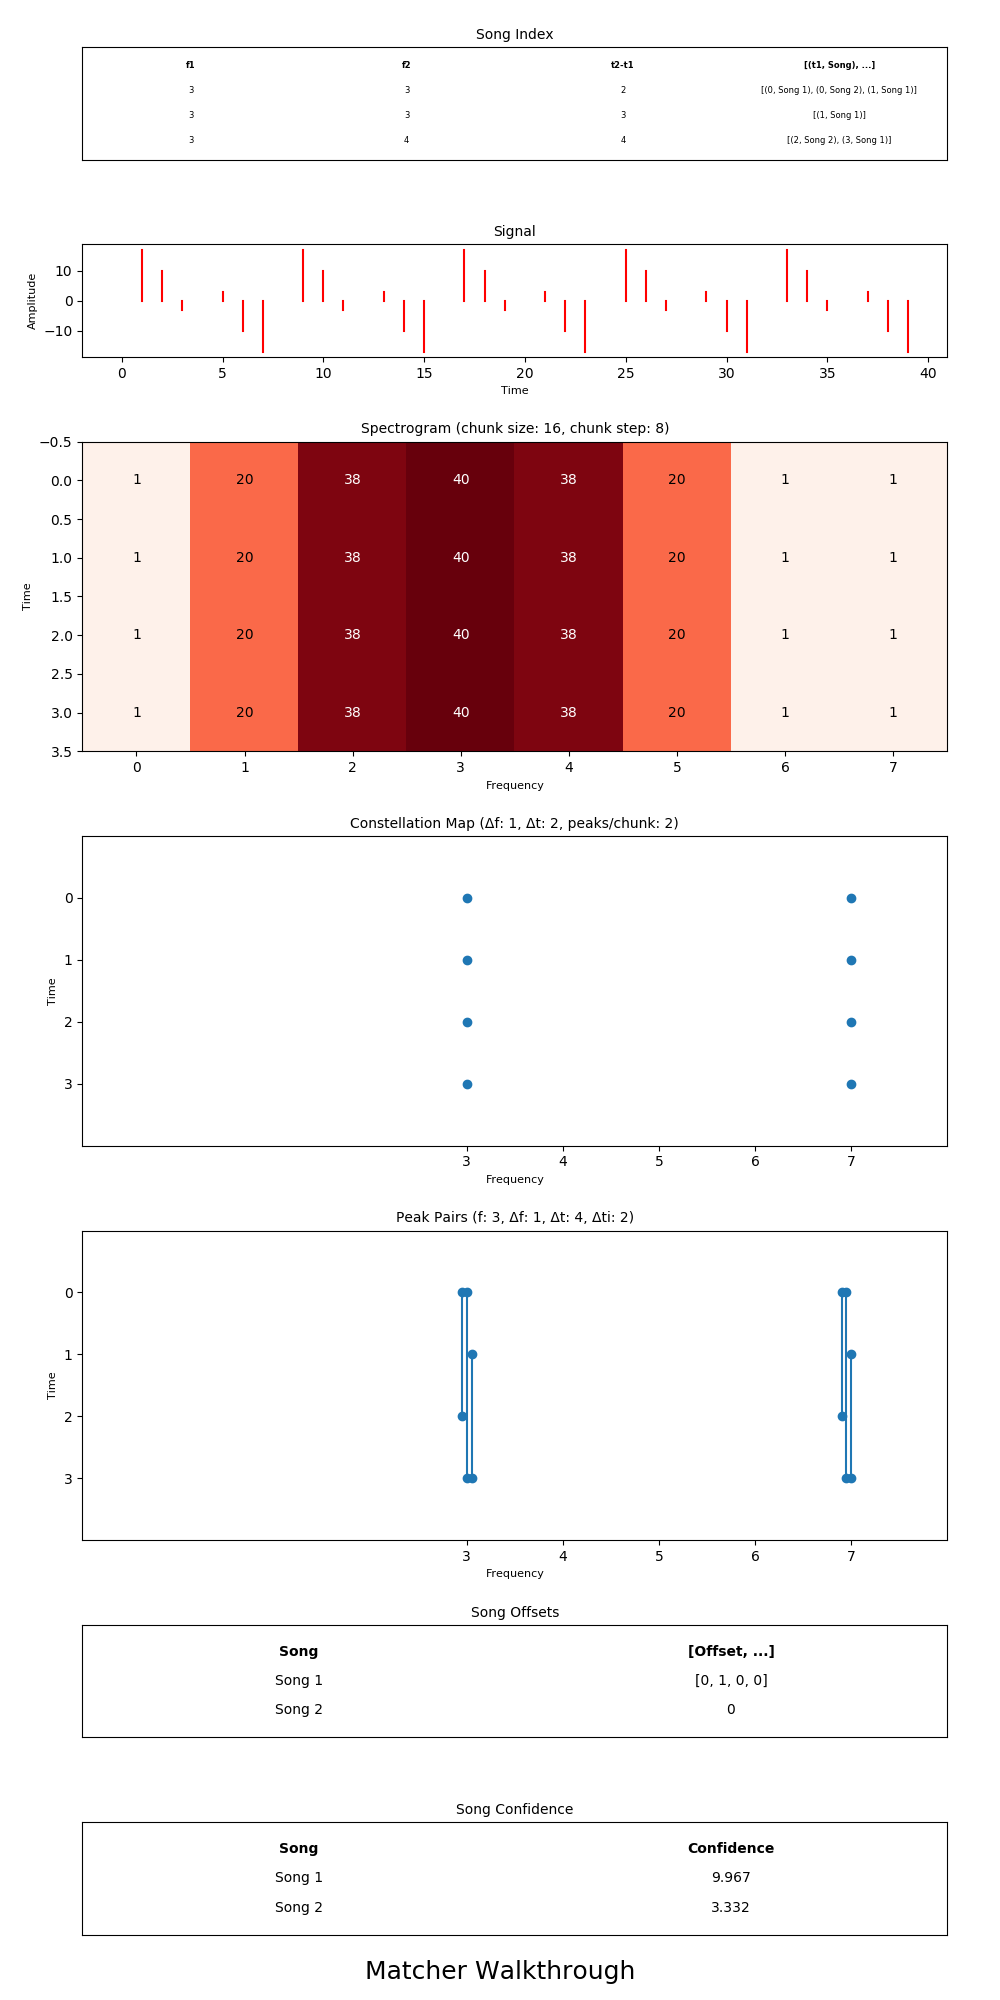 Song Index
f1 f2 t2-t1 [(t1, Song), ...]
3 3 2 [(0, Song 1), (0, Song 2), (1, Song 1)]
3 3 3 [(1, Song 1)]
3 4 4 [(2, Song 2), (3, Song 1)]
Signal
Amplitude
10
0
−10
0 5 10 15 20 25 30 35 40
Time
Spectrogram (chunk size: 16, chunk step: 8)
Time
−0.5
0.0 1 20 38 40 38 20 1 1
0.5
1.0 1 20 38 40 38 20 1 1
1.5
2.0 1 20 38 40 38 20 1 1
2.5
3.0 1 20 38 40 38 20 1 1
3.5
0 1 2 3 4 5 6 7
Frequency
Constellation Map (Δf: 1, Δt: 2, peaks/chunk: 2)
Time
0
1
2
3
3 4 5 6 7
Frequency
Peak Pairs (f: 3, Δf: 1, Δt: 4, Δti: 2)
Time
0
1
2
3
3 4 5 6 7
Frequency
Song Offsets
Song [Offset, ...]
Song 1 [0, 1, 0, 0]
Song 2 0
Song Confidence
Song Confidence
Song 1 9.967
Song 2 3.332
Matcher Walkthrough